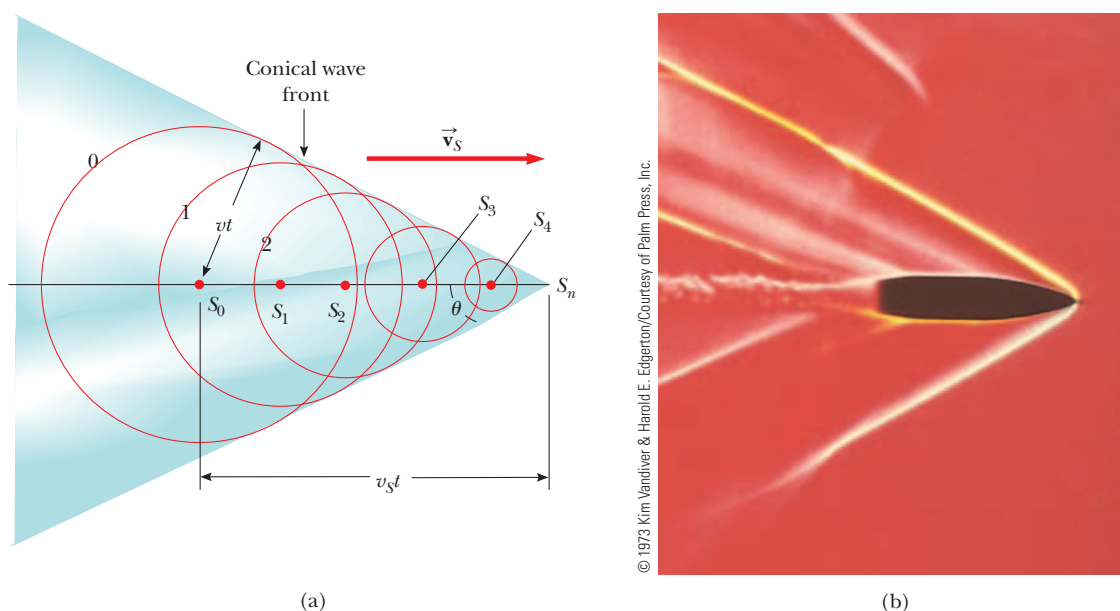 Conical wave
front
0
v⃗S
1
vt
2
S3
S4
S0
S1
S2
θ
Sn
vSt
(a)
© 1973 Kim Vandiver & Harold E. Edgerton/Courtesy of Palm Press, Inc.
(b)